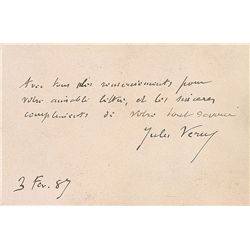 Avec tous mes remerciements pour
votre aimable lettre, et les sincères
compliments de votre tout dévoué
Jules Verne
3 Fev. 87